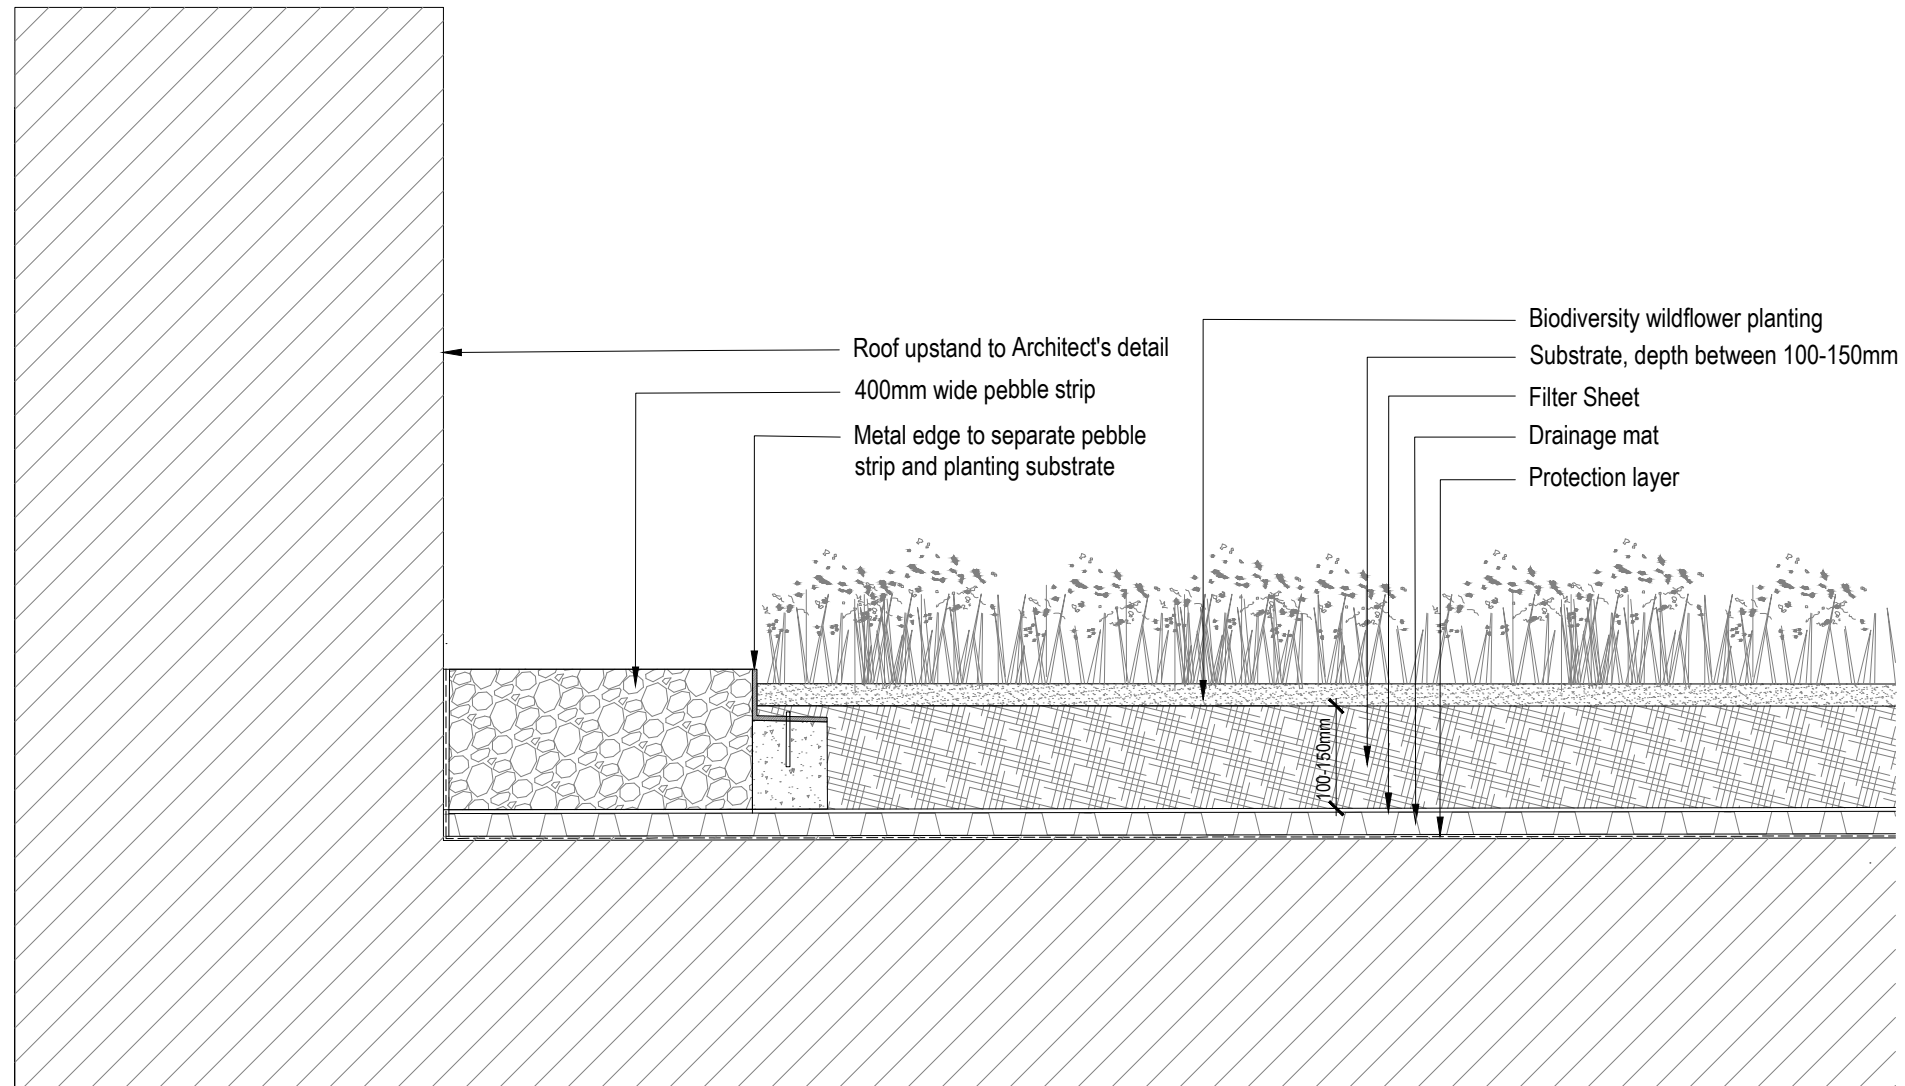 Roof upstand to Architect's detail
400mm wide pebble strip
Metal edge to separate pebble
strip and planting substrate
Biodiversity wildflower planting
Substrate, depth between 100-150mm
Filter Sheet
Drainage mat
Protection layer
100-150mm